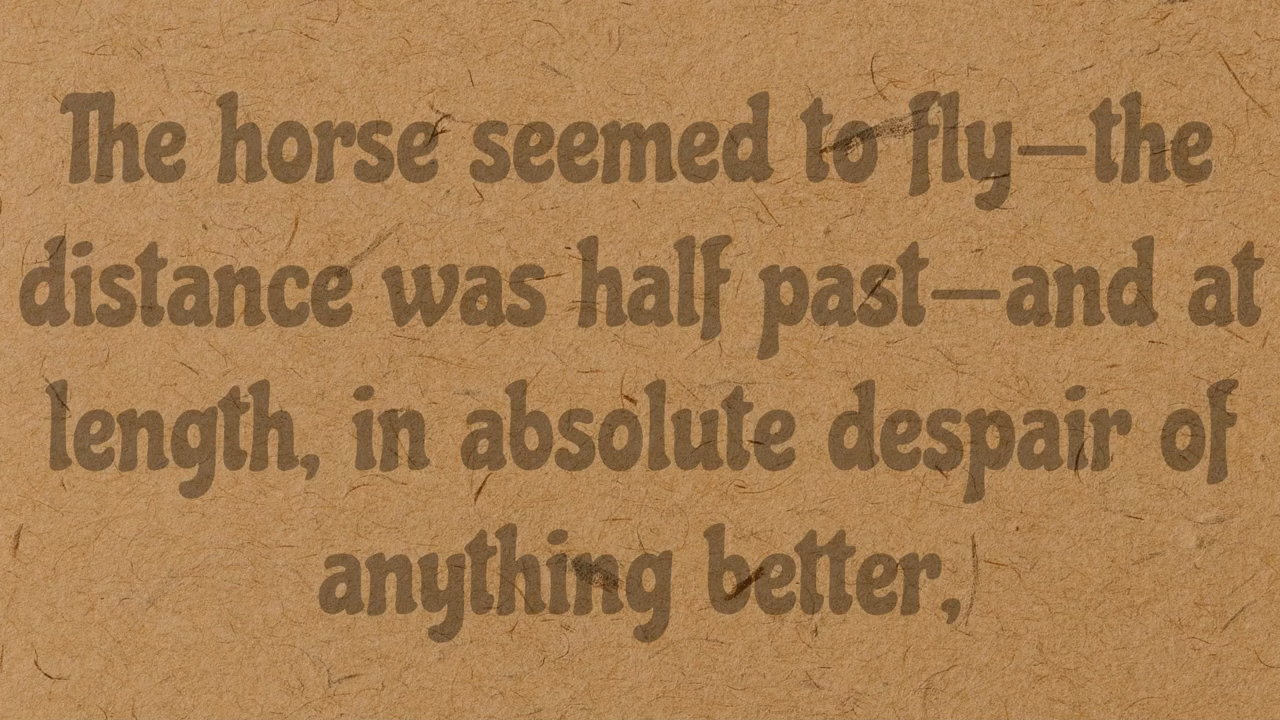 The horse seemed to fly—the
distance was half past—and at
length, in absolute despair of
anything better,